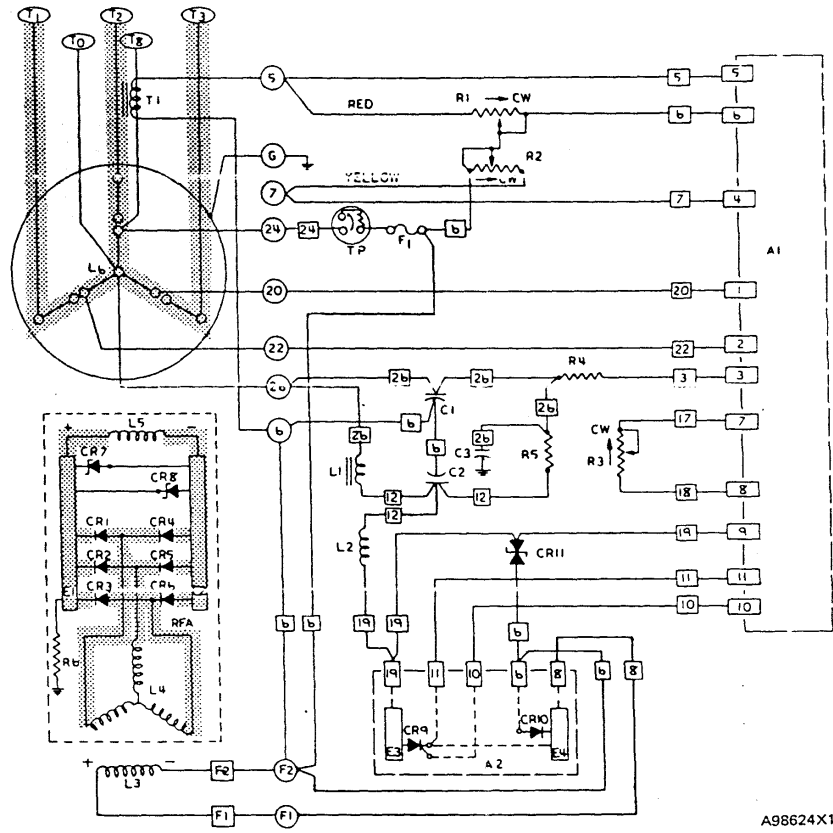 T1 T2 T3
T0 T8
T1
5 5 5
RED R1 CW 6 6
G
R2
YELLOW CW
7 7 4
24 24 TP F1 6
A1
L6
20 20 1
22 22 2
26 26 26 R4 3 3
C1 26
6 6 17 7
L5
+ -
CR7
CR8
26 L1 6 C3 26 C2 R5 CW R3
12 12 18 8
12
CR1 CR4
L2 19 9
CR2 CR5
CR11
E1 CR3 CR6
11 11
10 10
RFA
6 6 19 19 6
R6
L4
19 11 10 6 8 6 8
CR9 CR10
E3 E4
A2
+ - L3 F2 F2
F1 F1
A98624X1